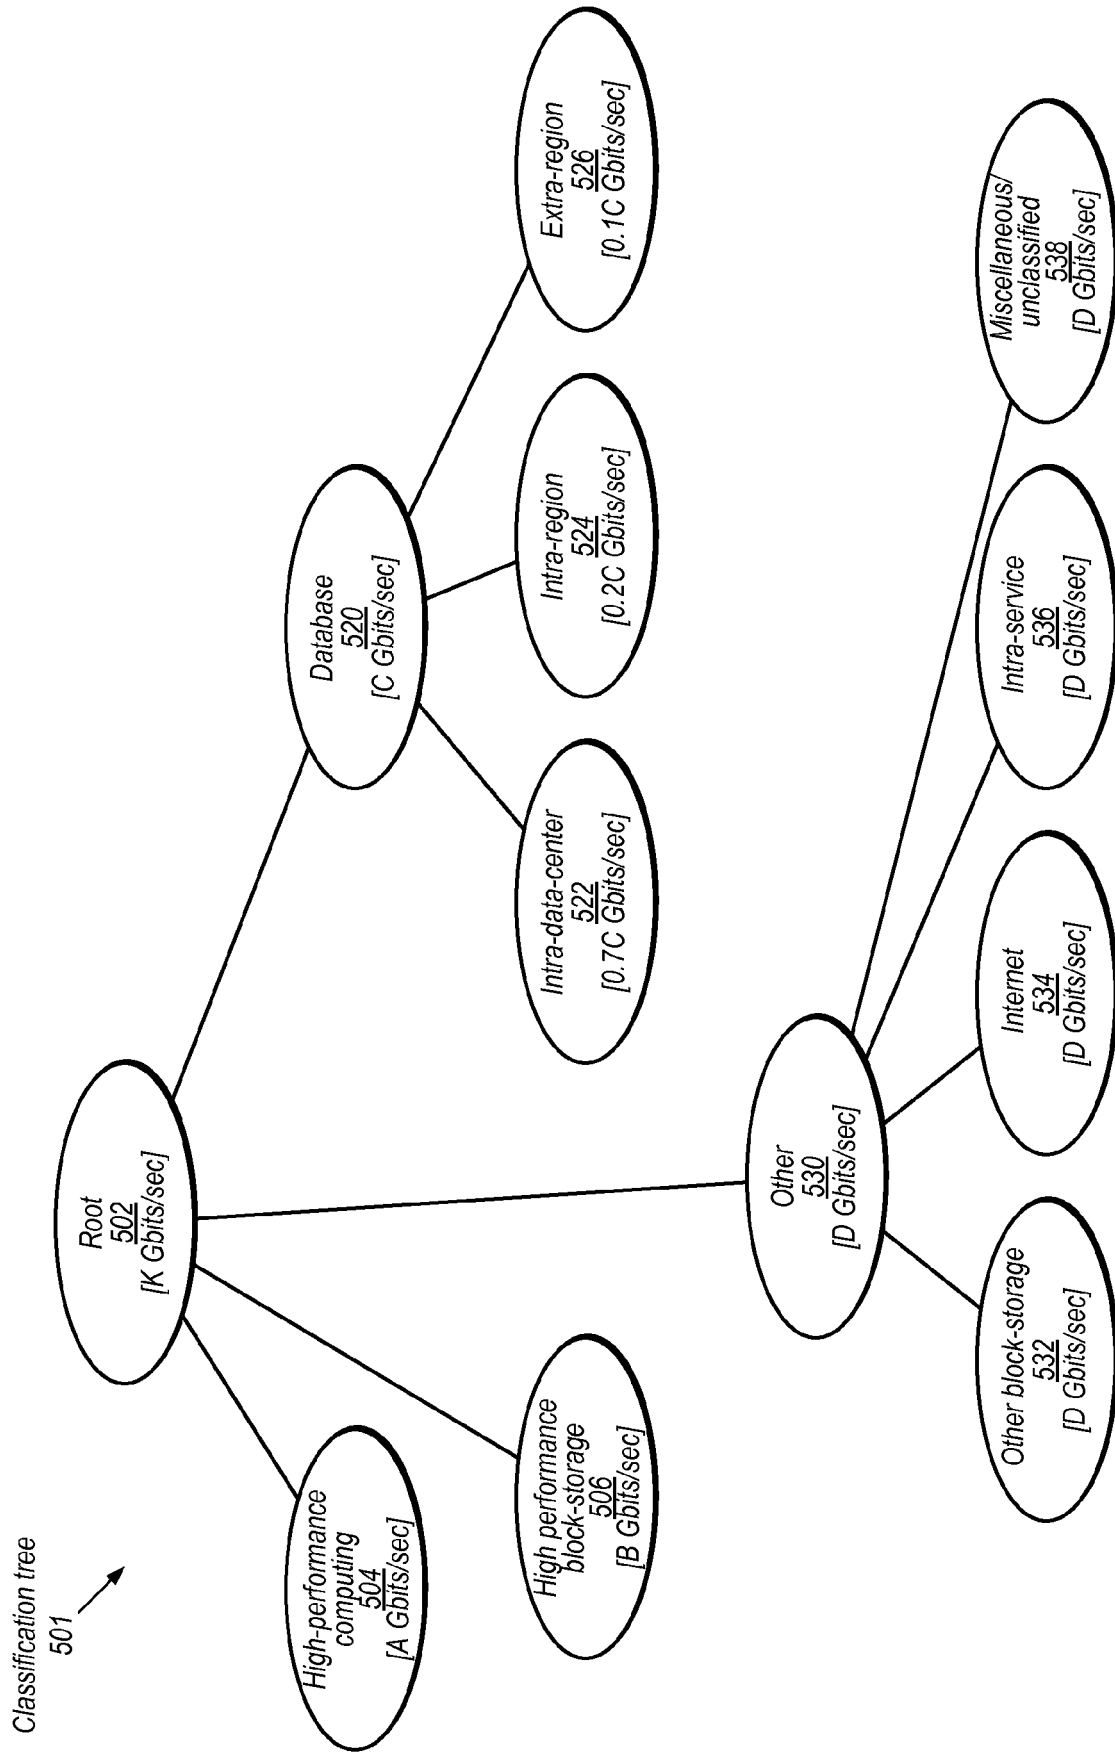 Classification tree
501
Root
502
[K Gbits/sec]
High-performance
computing
504
[A Gbits/sec]
Database
520
[C Gbits/sec]
High performance
block-storage
506
[B Gbits/sec]
Intra-data-center
522
[0.7C Gbits/sec]
Intra-region
524
[0.2C Gbits/sec]
Extra-region
526
[0.1C Gbits/sec]
Other
530
[D Gbits/sec]
Other block-storage
532
[D Gbits/sec]
Internet
534
[D Gbits/sec]
Intra-service
536
[D Gbits/sec]
Miscellaneous/
unclassified
538
[D Gbits/sec]